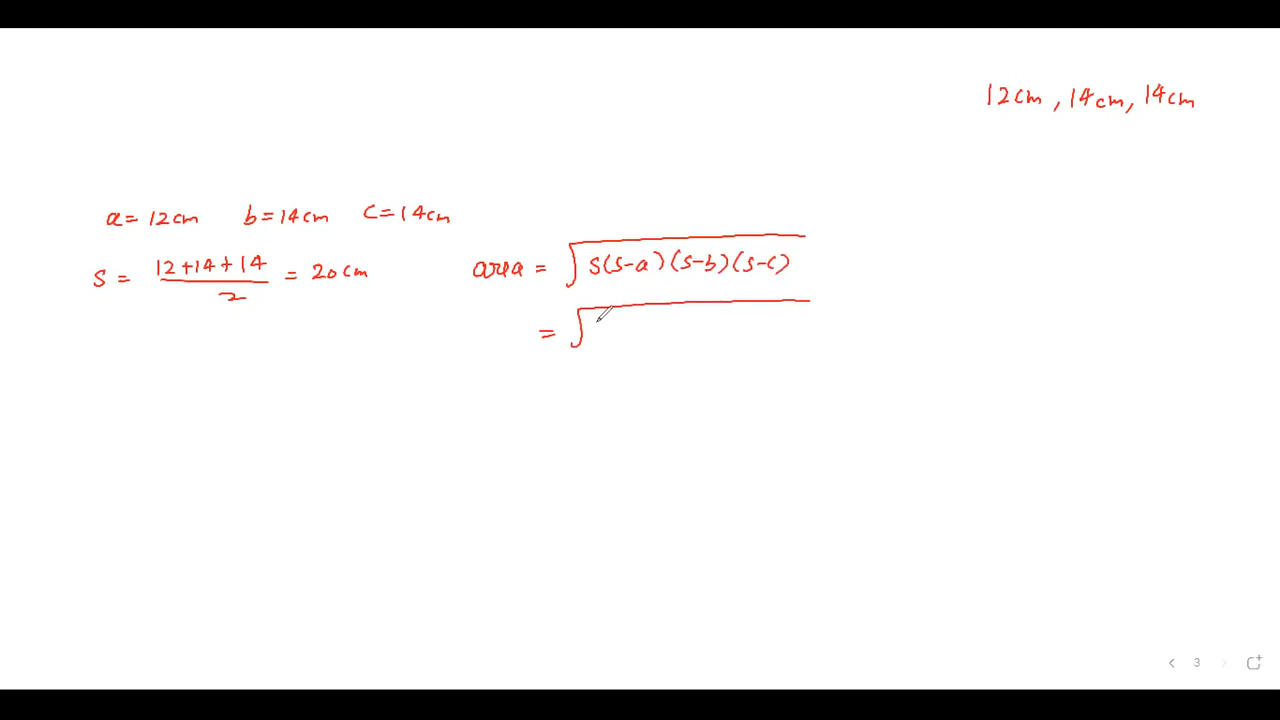 12cm, 14cm, 14cm
a = 12cm b = 14cm c = 14cm
s = 12+14+14 / 2 = 20cm
area = √s(s-a)(s-b)(s-c)
= √
< 3 >